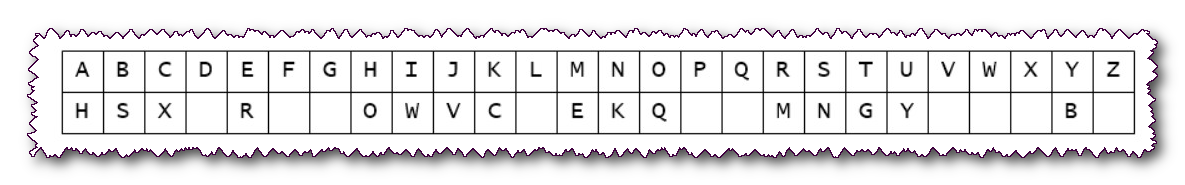 A B C D E F G H I J K L M N O P Q R S T U V W X Y Z
H S X R O W V C E K Q M N G Y B